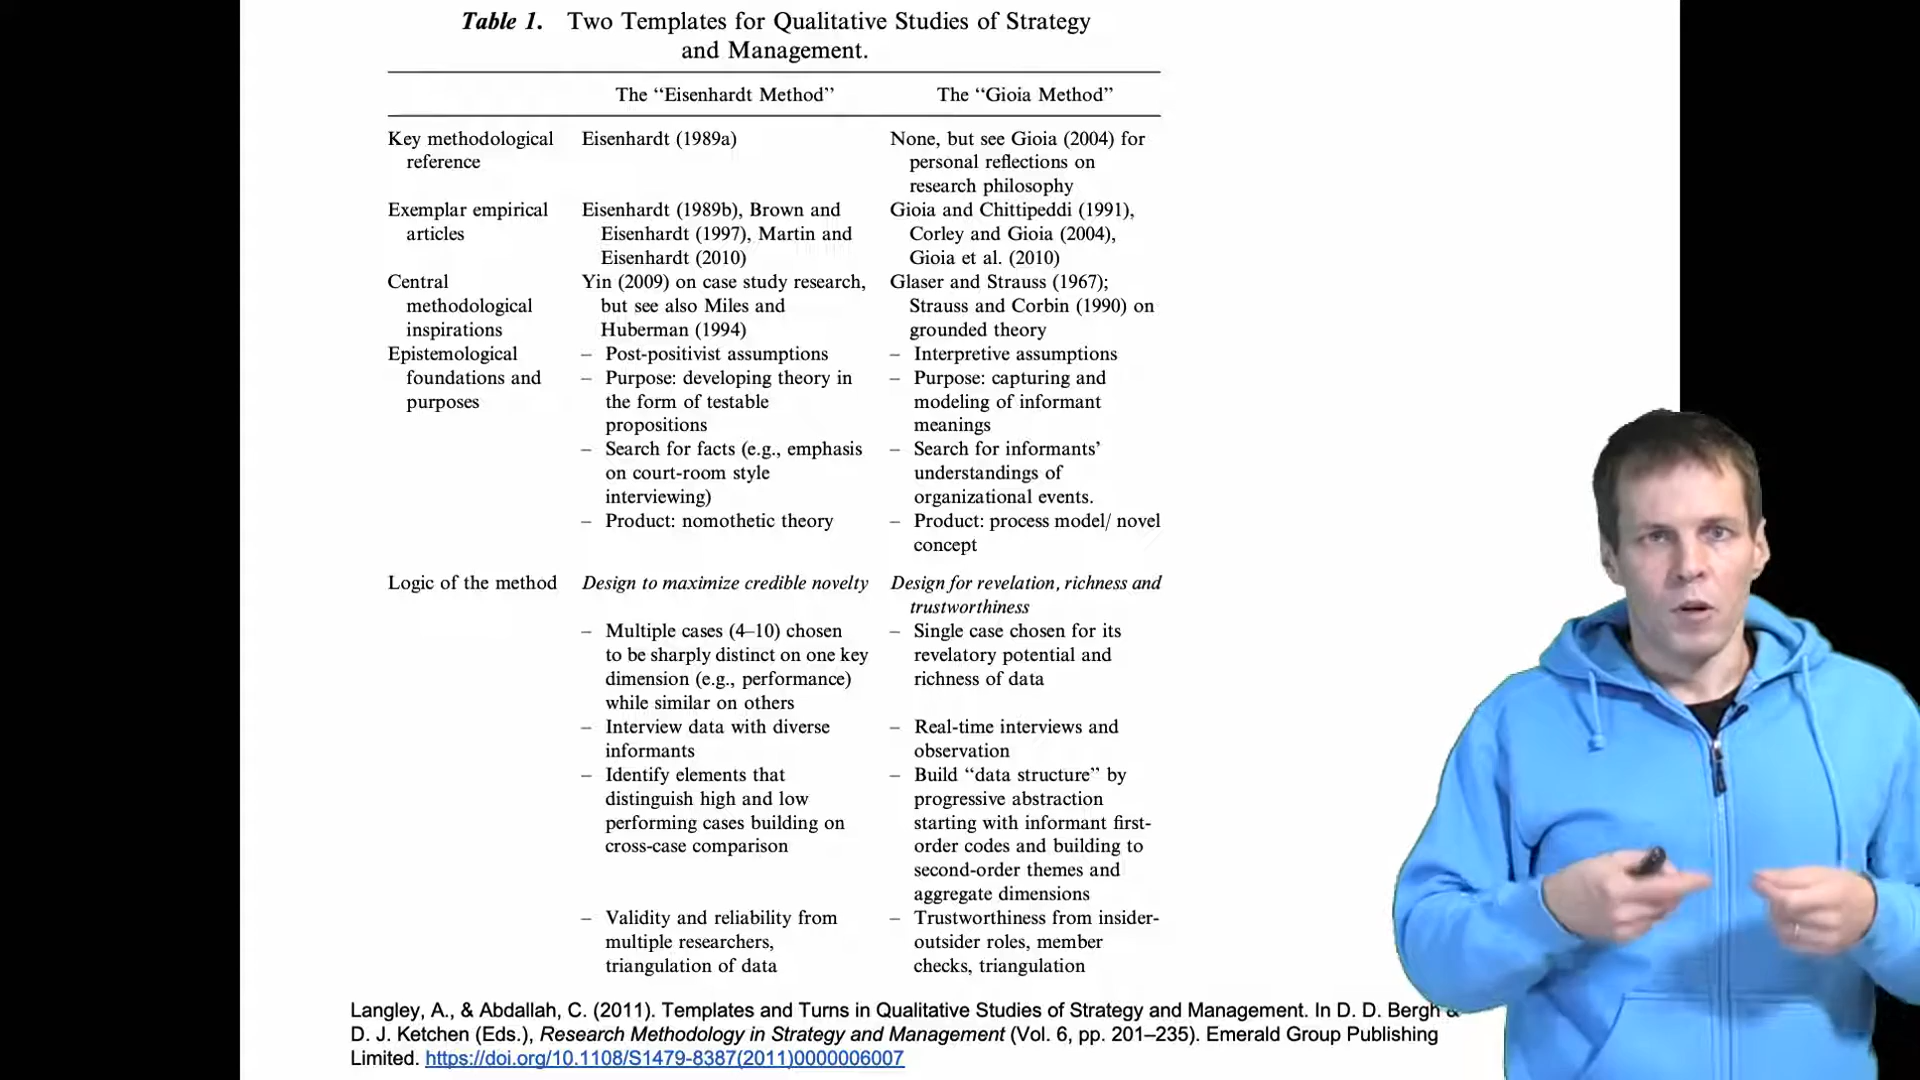 Table 1. Two Templates for Qualitative Studies of Strategy
and Management.
The “Eisenhardt Method” The “Gioia Method”
Key methodological
reference
Eisenhardt (1989a)
None, but see Gioia (2004) for
personal reflections on
research philosophy
Exemplar empirical
articles
Eisenhardt (1989b), Brown and
Eisenhardt (1997), Martin and
Eisenhardt (2010)
Gioia and Chittipeddi (1991),
Corley and Gioia (2004),
Gioia et al. (2010)
Central
methodological
inspirations
Yin (2009) on case study research,
but see also Miles and
Huberman (1994)
Glaser and Strauss (1967);
Strauss and Corbin (1990) on
grounded theory
Epistemological
foundations and
purposes
– Post-positivist assumptions
– Purpose: developing theory in
the form of testable
propositions
– Search for facts (e.g., emphasis
on court-room style
interviewing)
– Product: nomothetic theory
– Interpretive assumptions
– Purpose: capturing and
modeling of informant
meanings
– Search for informants’
understandings of
organizational events.
– Product: process model/ novel
concept
Logic of the method
Design to maximize credible novelty
– Multiple cases (4–10) chosen
to be sharply distinct on one key
dimension (e.g., performance)
while similar on others
– Interview data with diverse
informants
– Identify elements that
distinguish high and low
performing cases building on
cross-case comparison
– Validity and reliability from
multiple researchers,
triangulation of data
Design for revelation, richness and
trustworthiness
– Single case chosen for its
revelatory potential and
richness of data
– Real-time interviews and
observation
– Build “data structure” by
progressive abstraction
starting with informant first-
order codes and building to
second-order themes and
aggregate dimensions
– Trustworthiness from insider-
outsider roles, member
checks, triangulation
Langley, A., & Abdallah, C. (2011). Templates and Turns in Qualitative Studies of Strategy and Management. In D. D. Bergh &
D. J. Ketchen (Eds.), Research Methodology in Strategy and Management (Vol. 6, pp. 201–235). Emerald Group Publishing
Limited. https://doi.org/10.1108/S1479-8387(2011)0000006007